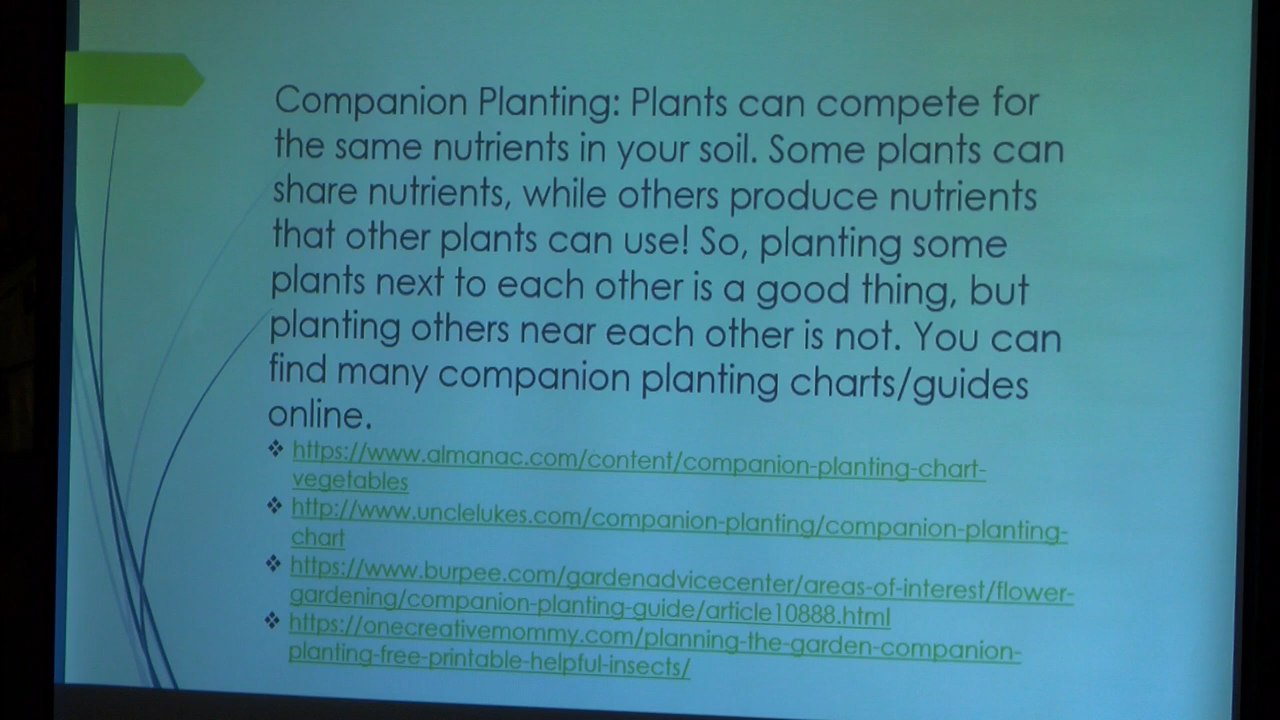 Companion Planting: Plants can compete for
the same nutrients in your soil. Some plants can
share nutrients, while others produce nutrients
that other plants can use! So, planting some
plants next to each other is a good thing, but
planting others near each other is not. You can
find many companion planting charts/guides
online.
❖ https://www.almanac.com/content/companion-planting-chart-
vegetables
❖ http://www.unclelukes.com/companion-planting/companion-planting-
chart
❖ https://www.burpee.com/gardenadvicecenter/areas-of-interest/flower-
gardening/companion-planting-guide/article10888.html
❖ https://onecreativemommy.com/planning-the-garden-companion-
planting-free-printable-helpful-insects/